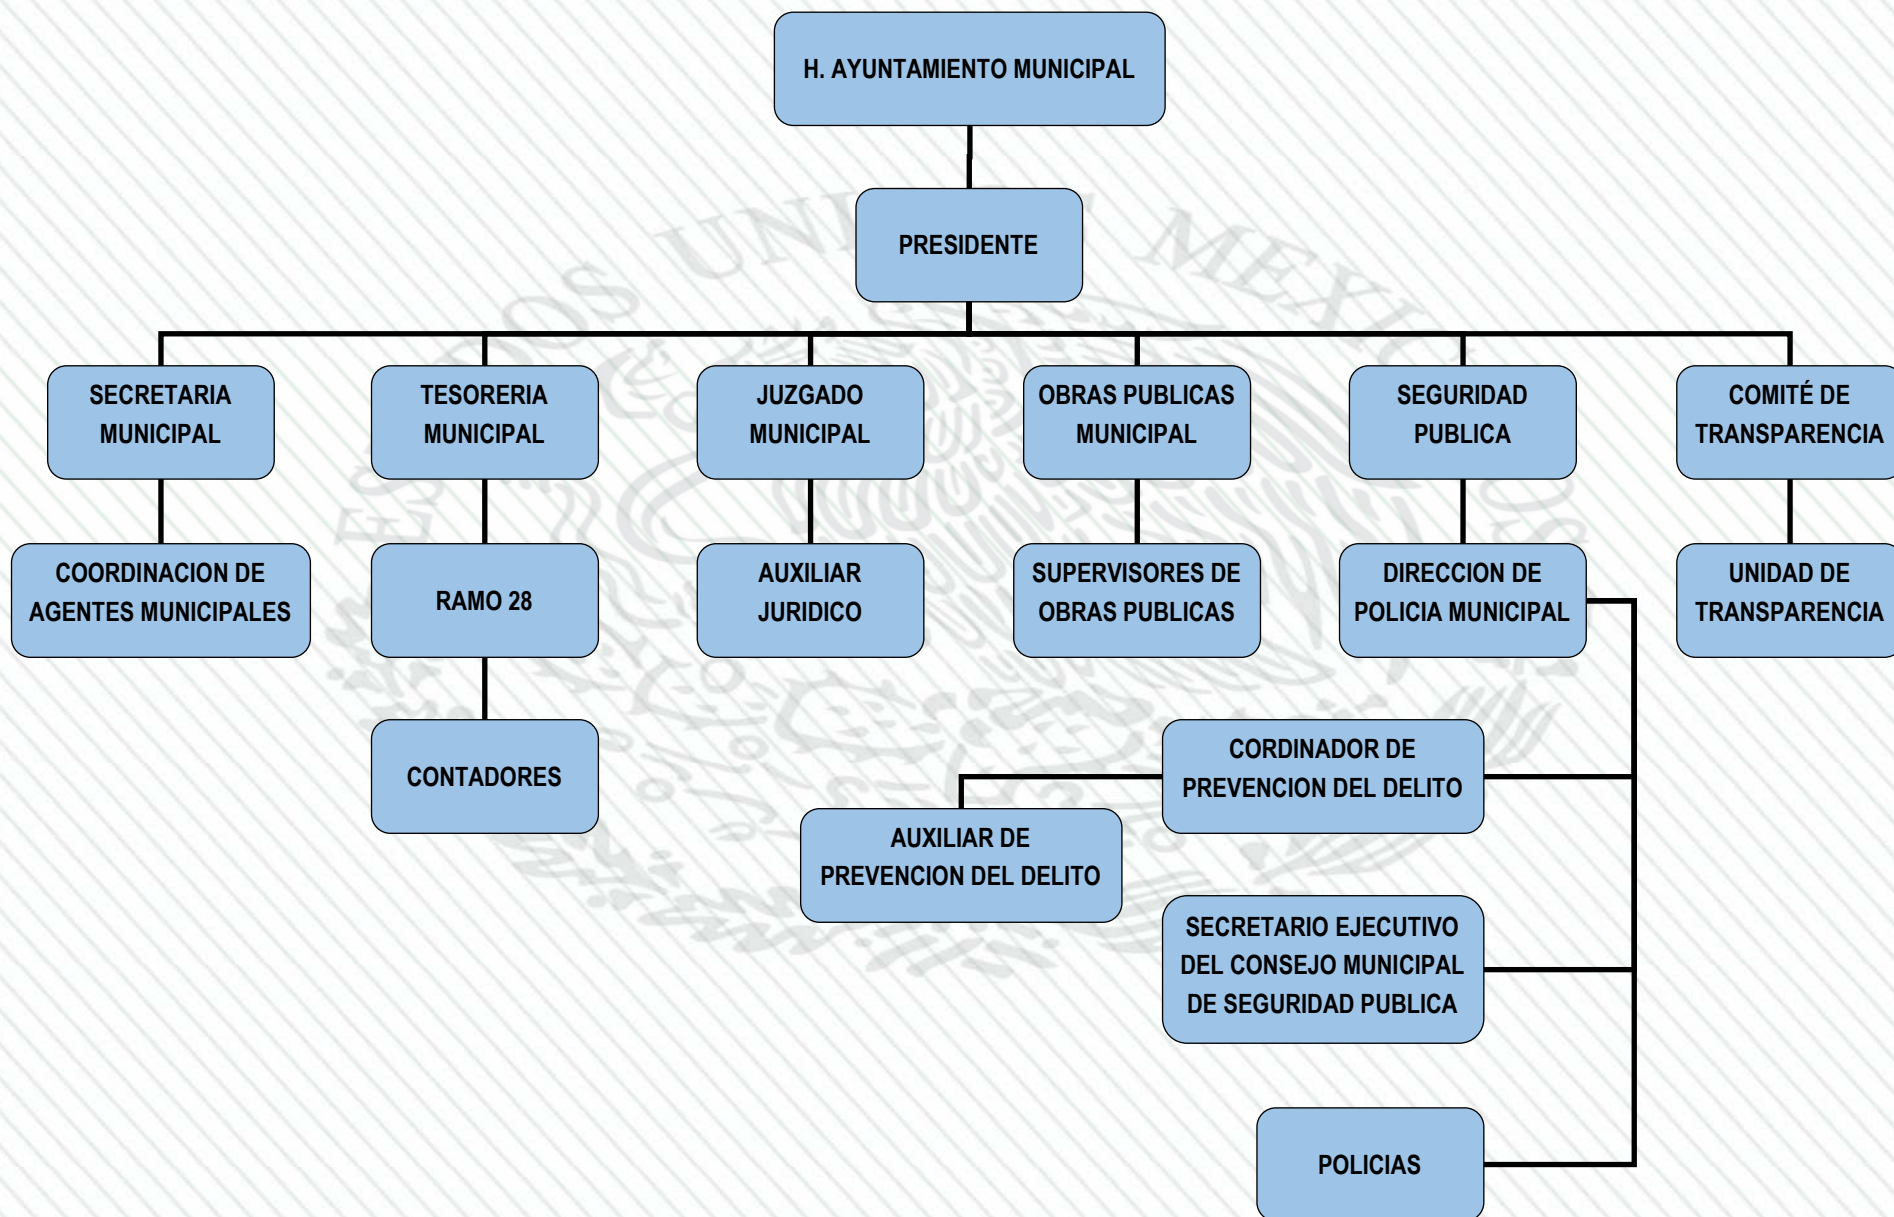 H. AYUNTAMIENTO MUNICIPAL
PRESIDENTE
SECRETARIA
MUNICIPAL
TESORERIA
MUNICIPAL
JUZGADO
MUNICIPAL
OBRAS PUBLICAS
MUNICIPAL
SEGURIDAD
PUBLICA
COMITÉ DE
TRANSPARENCIA
COORDINACION DE
AGENTES MUNICIPALES
RAMO 28
AUXILIAR
JURIDICO
SUPERVISORES DE
OBRAS PUBLICAS
DIRECCION DE
POLICIA MUNICIPAL
UNIDAD DE
TRANSPARENCIA
CONTADORES
CORDINADOR DE
PREVENCION DEL DELITO
AUXILIAR DE
PREVENCION DEL DELITO
SECRETARIO EJECUTIVO
DEL CONSEJO MUNICIPAL
DE SEGURIDAD PUBLICA
POLICIAS